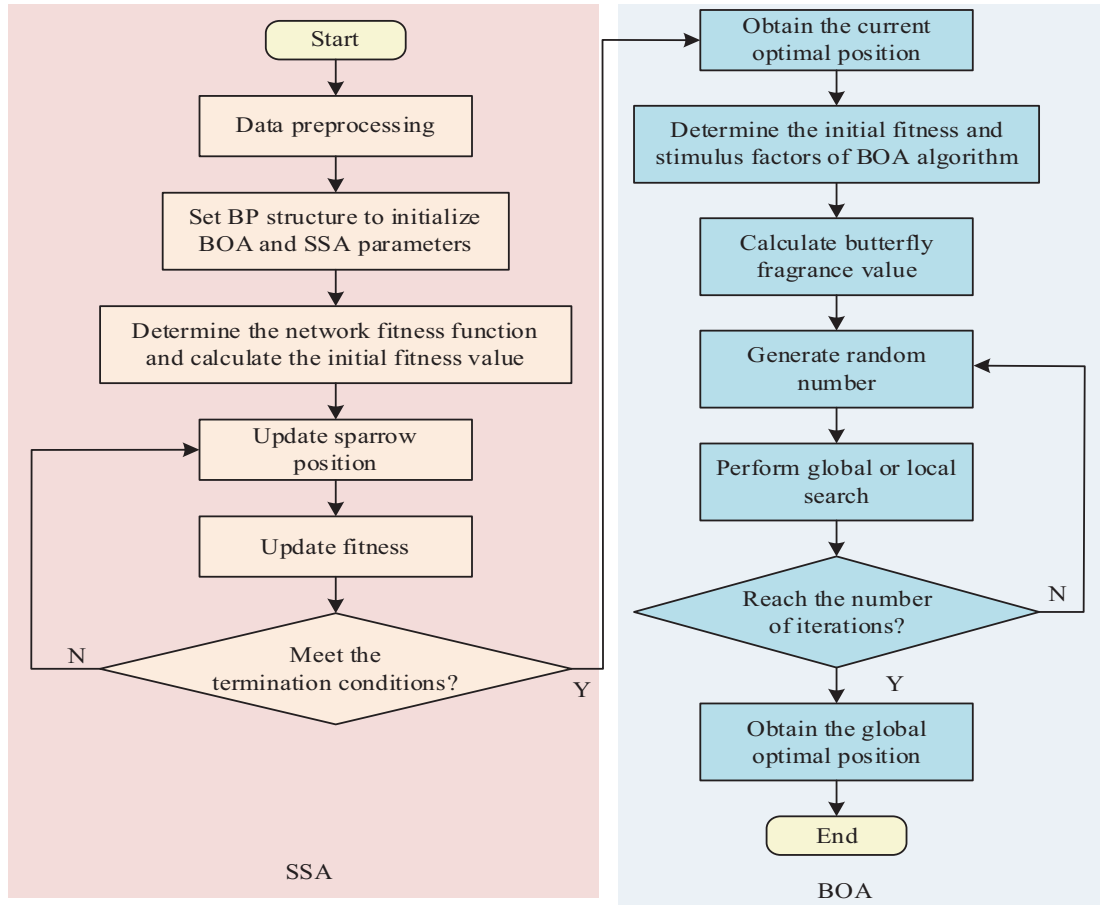 Start
Data preprocessing
Set BP structure to initialize
BOA and SSA parameters
Determine the network fitness function
and calculate the initial fitness value
Update sparrow
position
Update fitness
Meet the
termination conditions?
N
Y
SSA
Obtain the current
optimal position
Determine the initial fitness and
stimulus factors of BOA algorithm
Calculate butterfly
fragrance value
Generate random
number
Perform global or local
search
Reach the number
of iterations?
N
Y
Obtain the global
optimal position
End
BOA